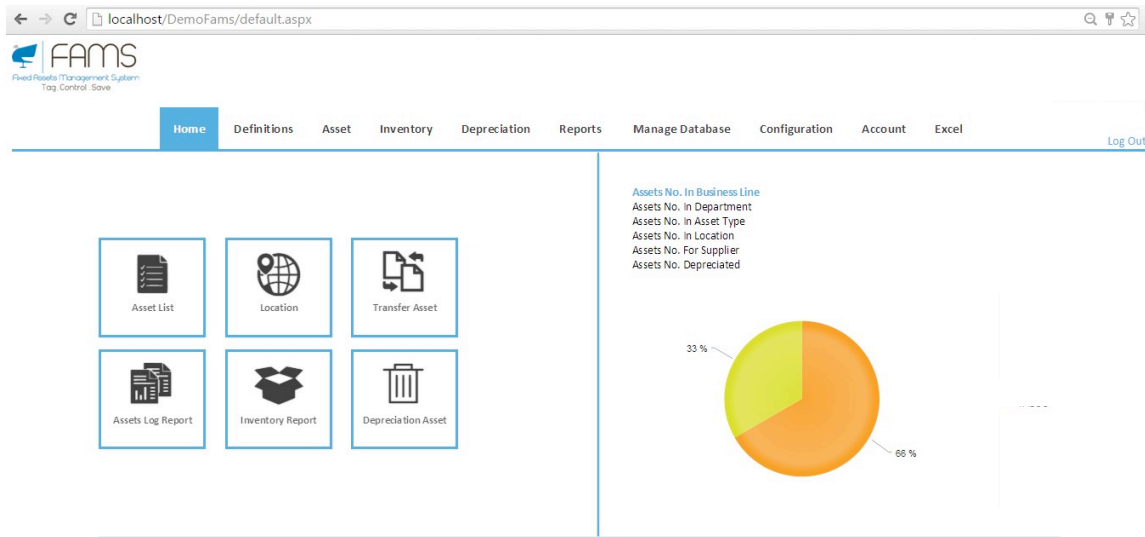 localhost/DemoFams/default.aspx
FAMS
Fixed Assets Management System
Tag. Control. Save
Home Definitions Asset Inventory Depreciation Reports Manage Database Configuration Account Excel
Log Out
Assets No. In Business Line
Assets No. In Department
Assets No. In Asset Type
Assets No. In Location
Assets No. For Supplier
Assets No. Depreciated
Asset List
Location
Transfer Asset
Assets Log Report
Inventory Report
Depreciation Asset
33 %
66 %